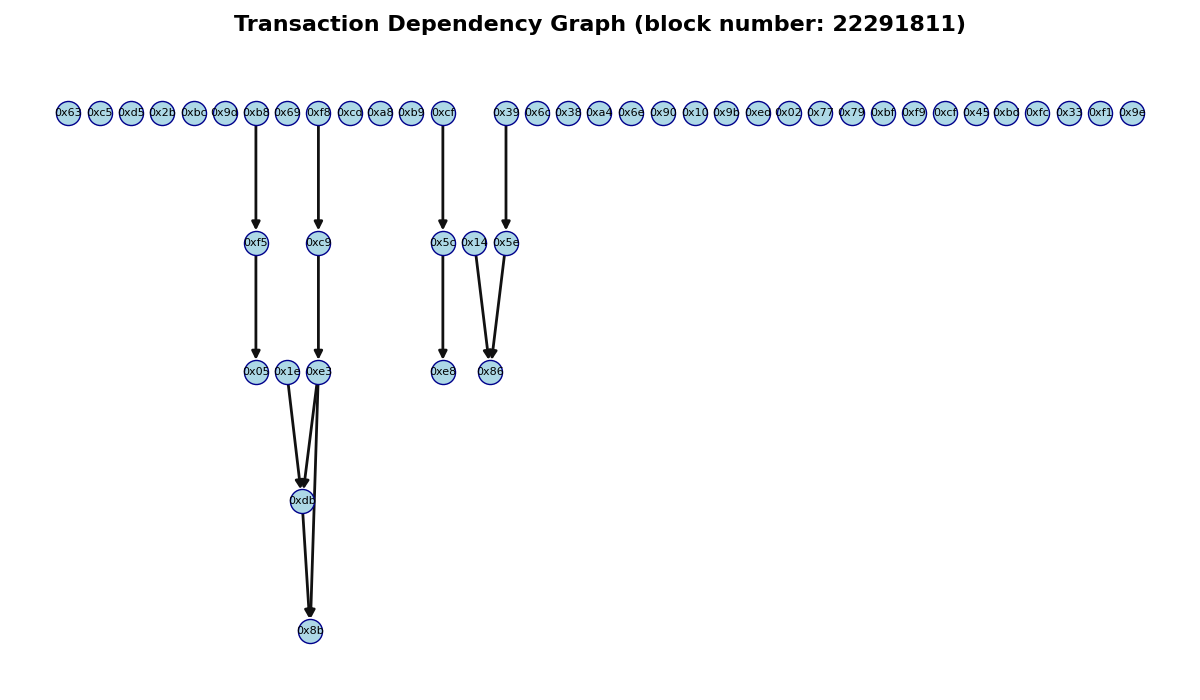 Transaction Dependency Graph (block number: 22291811)
0x63 0xc5 0xd5 0x2b 0xbc 0x9d 0xb8 0x69 0xf8 0xcd 0xa8 0xb9 0xcf 0x39 0x6c 0x38 0xa4 0x6e 0x90 0x10 0x9b 0xed 0x02 0x77 0x79 0xbf 0xf9 0xcf 0x45 0xbd 0xfc 0x33 0xf1 0x9e
0xf5 0xc9 0x5c 0x14 0x5e
0x05 0x1e 0xe3 0xe8 0x86
0xdb
0x8b